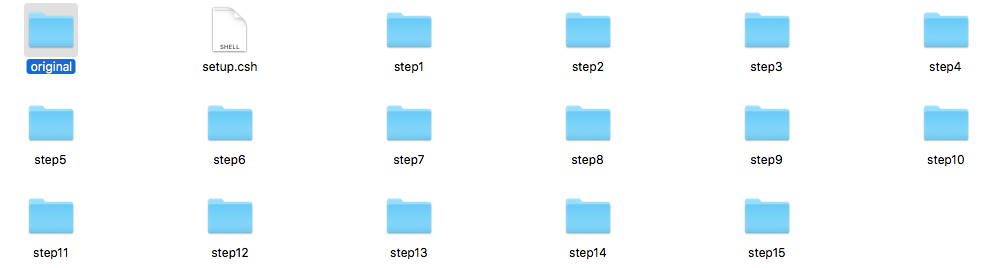 SHELL
original
setup.csh
step1
step2
step3
step4
step5
step6
step7
step8
step9
step10
step11
step12
step13
step14
step15